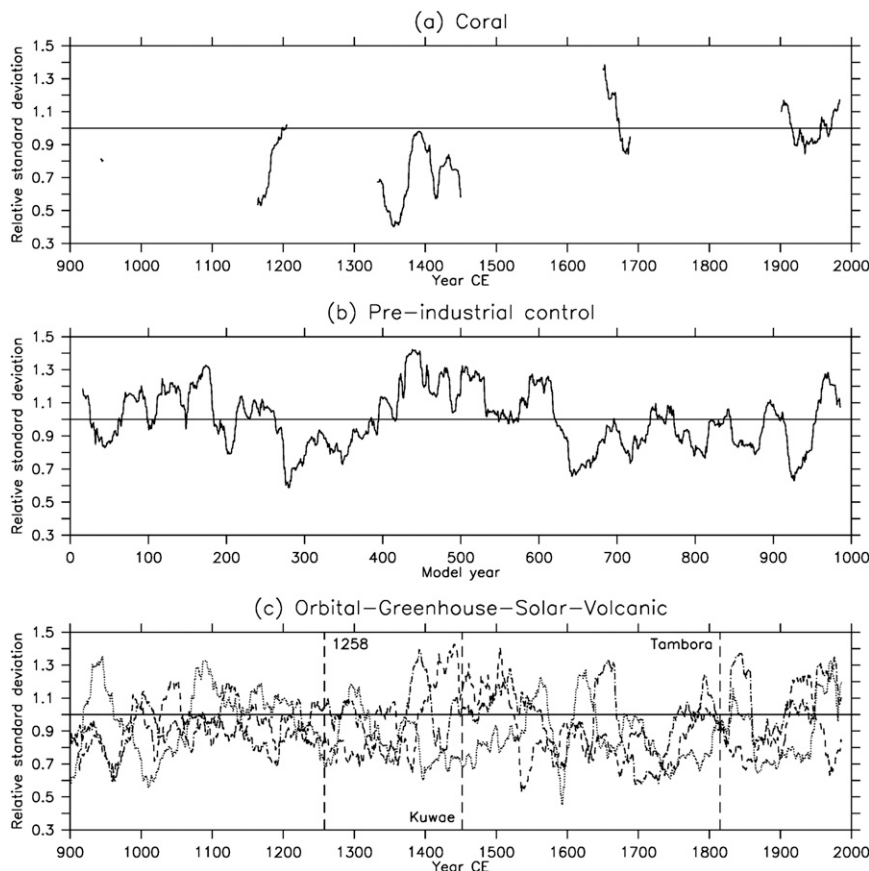 (a) Coral
Relative standard deviation
1.5
1.3
1.1
0.9
0.7
0.5
0.3
900 1000 1100 1200 1300 1400 1500 1600 1700 1800 1900 2000
Year CE
(b) Pre-industrial control
Relative standard deviation
1.5
1.3
1.1
0.9
0.7
0.5
0.3
0 100 200 300 400 500 600 700 800 900 1000
Model year
(c) Orbital-Greenhouse-Solar-Volcanic
Relative standard deviation
1.5
1.3
1.1
0.9
0.7
0.5
0.3
1258
Tambora
Kuwae
900 1000 1100 1200 1300 1400 1500 1600 1700 1800 1900 2000
Year CE